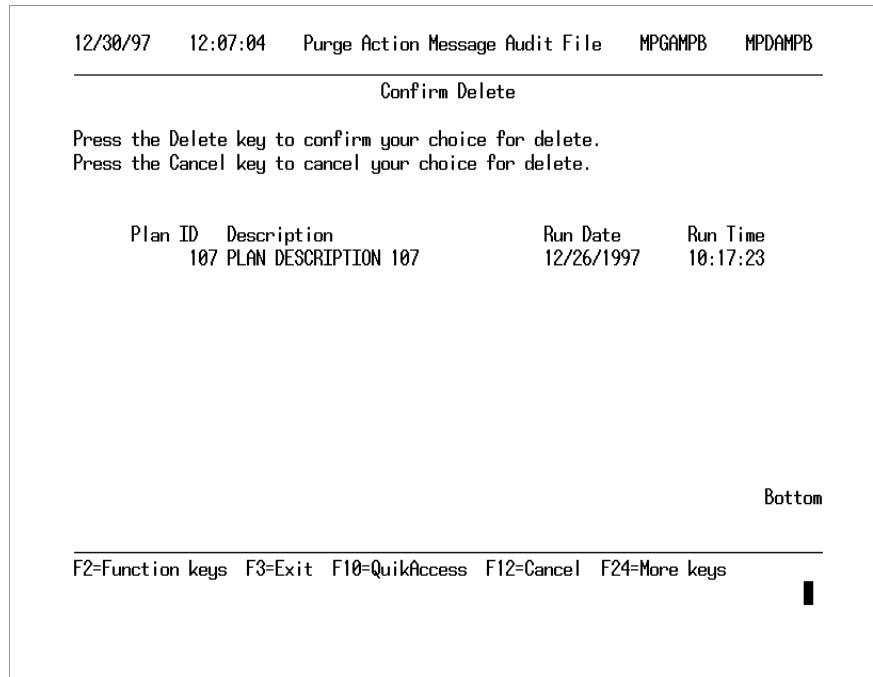 12/30/97 12:07:04 Purge Action Message Audit File MPGAMPB MPDAMPB
Confirm Delete
Press the Delete key to confirm your choice for delete.
Press the Cancel key to cancel your choice for delete.
Plan ID Description Run Date Run Time
107 PLAN DESCRIPTION 107 12/26/1997 10:17:23
Bottom
F2=Function keys F3=Exit F10=QuikAccess F12=Cancel F24=More keys